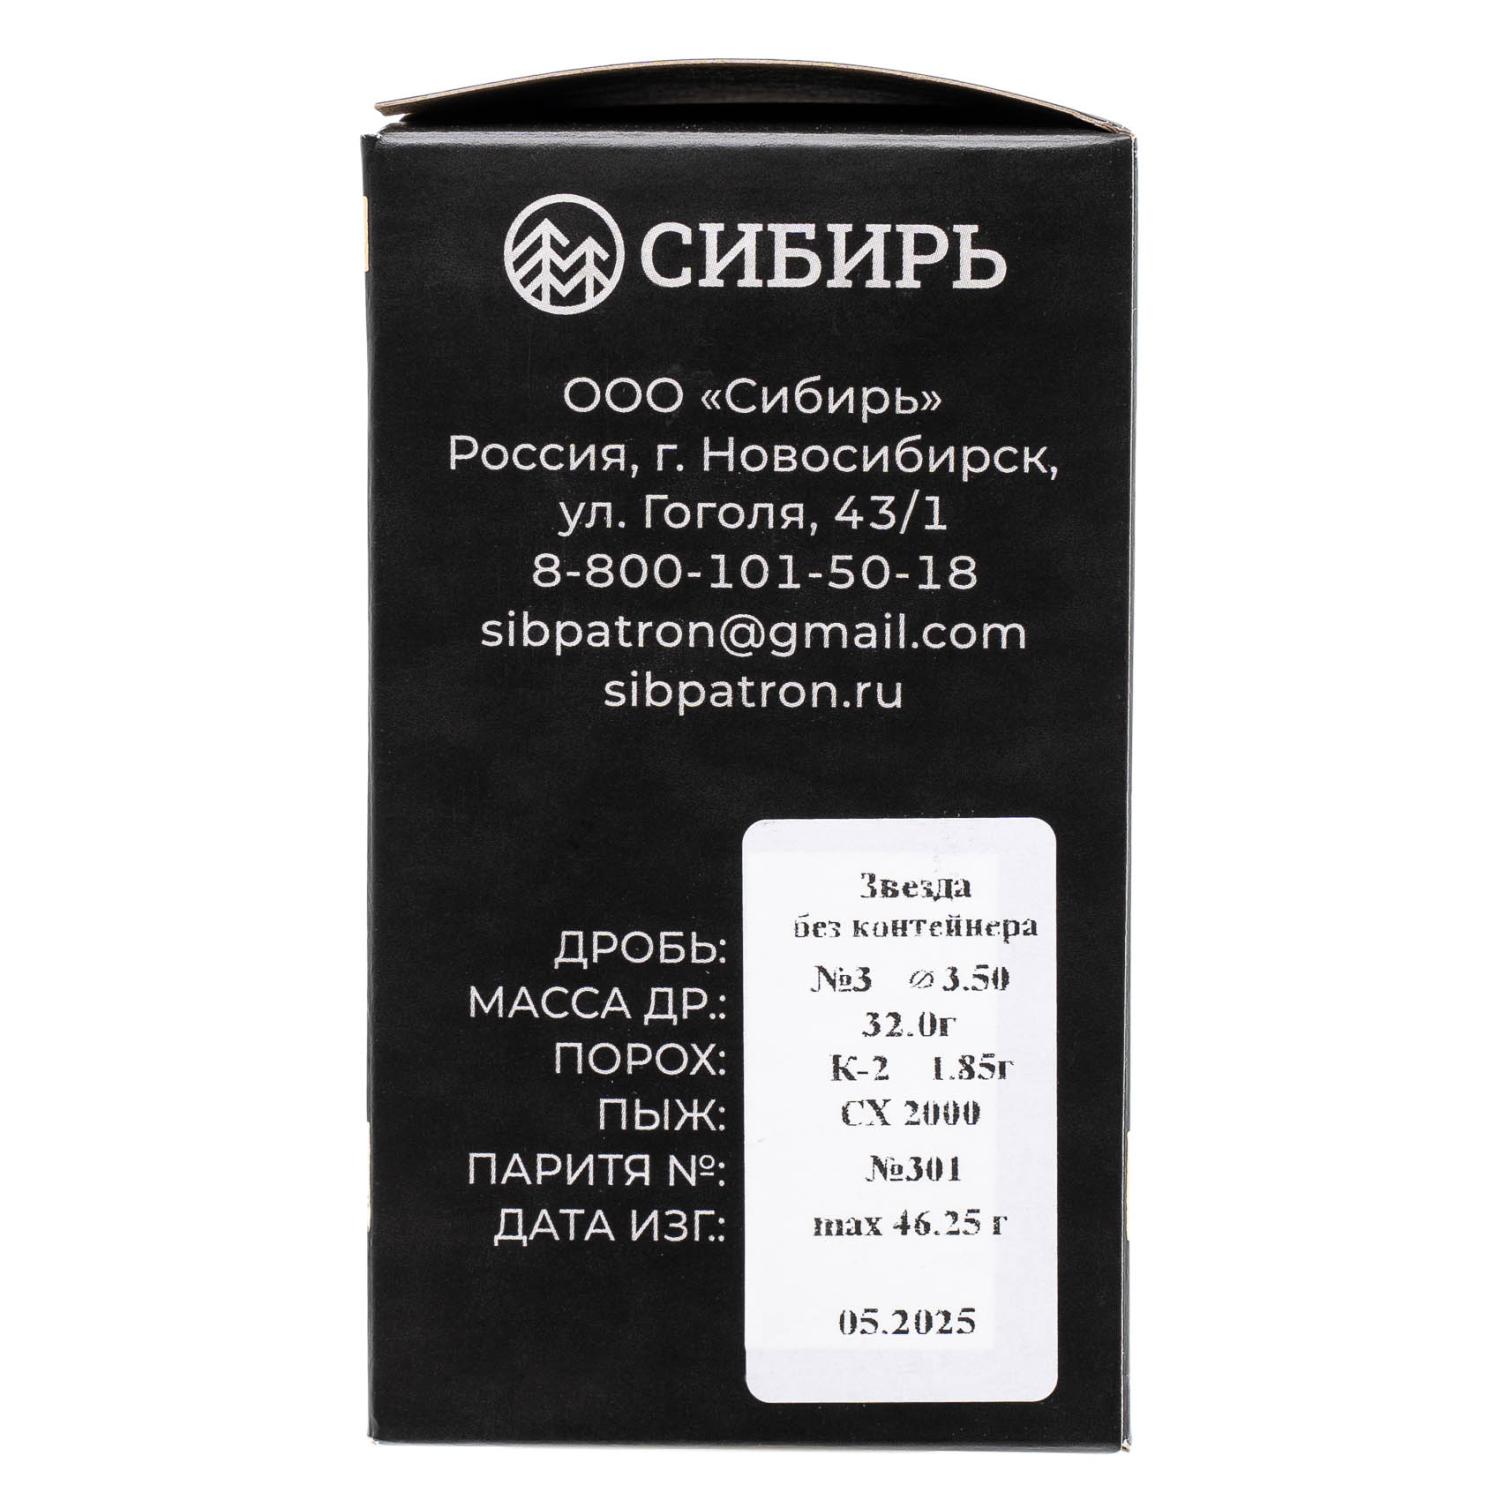 СИБИРЬ
ООО «Сибирь»
Россия, г. Новосибирск,
ул. Гоголя, 43/1
8-800-101-50-18
sibpatron@gmail.com
sibpatron.ru
Звезда
без контейнера
ДРОБЬ: №3 ⌀3.50
МАССА ДР.: 32.0г
ПОРОХ: К-2 1.85г
ПЫЖ: СХ 2000
ПАРИТЯ №: №301
ДАТА ИЗГ.: max 46.25 г
05.2025